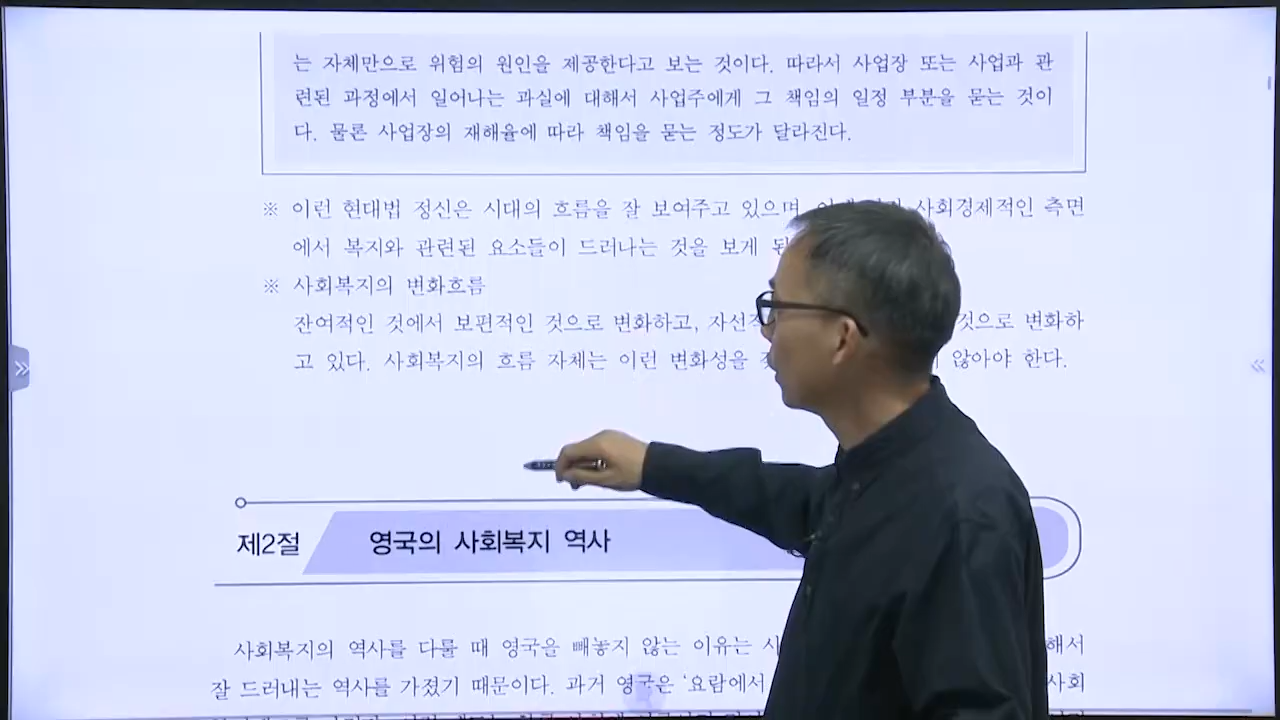 는 자체만으로 위험의 원인을 제공한다고 보는 것이다. 따라서 사업장 또는 사업과 관
련된 과정에서 일어나는 과실에 대해서 사업주에게 그 책임의 일정 부분을 묻는 것이
다. 물론 사업장의 재해율에 따라 책임을 묻는 정도가 달라진다.
※ 이런 현대법 정신은 시대의 흐름을 잘 보여주고 있으며, 사회경제적인 측면
에서 복지와 관련된 요소들이 드러나는 것을 보게
※ 사회복지의 변화흐름
잔여적인 것에서 보편적인 것으로 변화하고, 것으로 변화하
고 있다. 사회복지의 흐름 자체는 이런 변화성을 않아야 한다.
제2절 영국의 사회복지 역사
사회복지의 역사를 다룰 때 영국을 빼놓지 않는 이유는 해서
잘 드러내는 역사를 가졌기 때문이다. 과거 영국은 ‘요람에서 사회